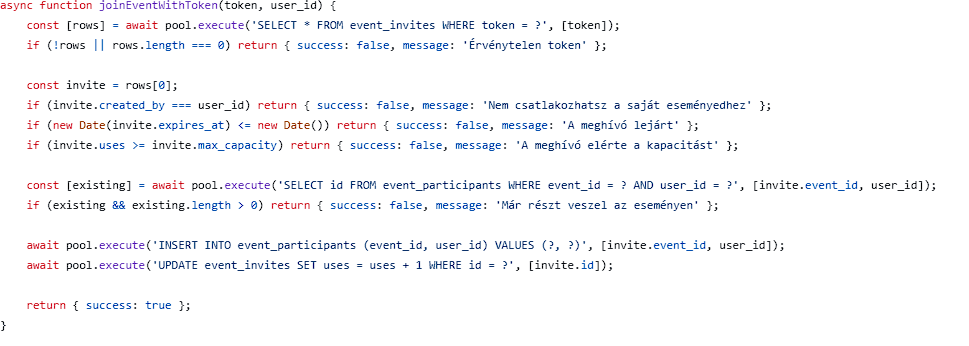 async function joinEventWithToken(token, user_id) {
    const [rows] = await pool.execute('SELECT * FROM event_invites WHERE token = ?', [token]);
    if (!rows || rows.length === 0) return { success: false, message: 'Érvénytelen token' };

    const invite = rows[0];
    if (invite.created_by === user_id) return { success: false, message: 'Nem csatlakozhatsz a saját eseményedhez' };
    if (new Date(invite.expires_at) <= new Date()) return { success: false, message: 'A meghívó lejárt' };
    if (invite.uses >= invite.max_capacity) return { success: false, message: 'A meghívó elérte a kapacitást' };

    const [existing] = await pool.execute('SELECT id FROM event_participants WHERE event_id = ? AND user_id = ?', [invite.event_id, user_id]);
    if (existing && existing.length > 0) return { success: false, message: 'Már részt veszel az eseményen' };

    await pool.execute('INSERT INTO event_participants (event_id, user_id) VALUES (?, ?)', [invite.event_id, user_id]);
    await pool.execute('UPDATE event_invites SET uses = uses + 1 WHERE id = ?', [invite.id]);

    return { success: true };
}